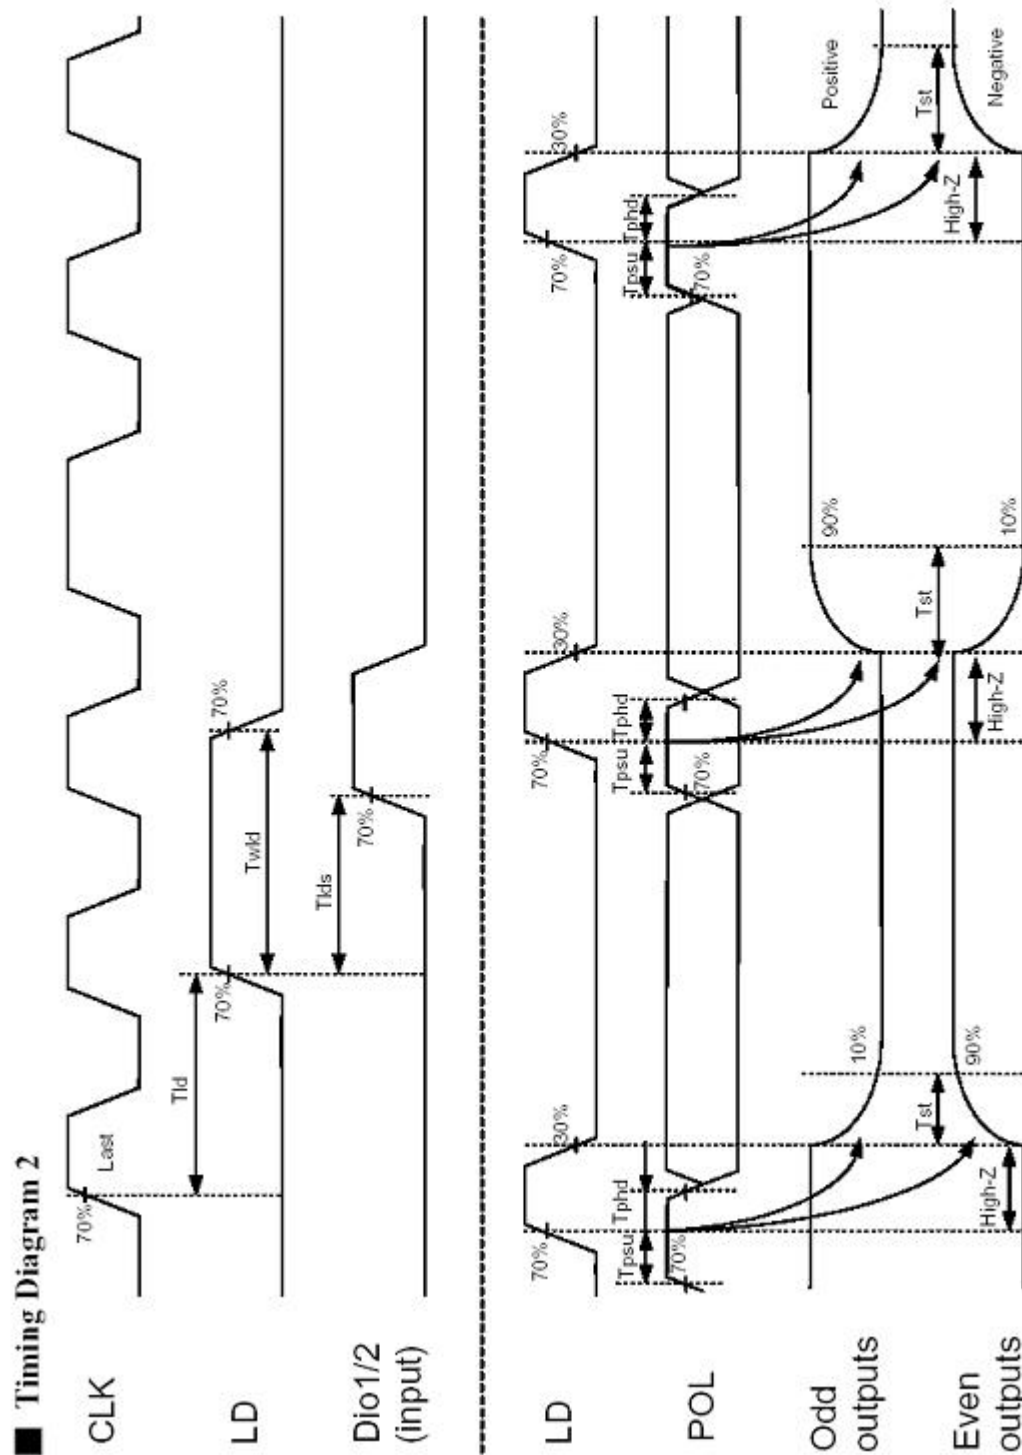 Timing Diagram 2
CLK
70%
Last
Tld
LD
70%
70%
Twld
Dio1/2
(input)
Tlds
70%
LD
70%
30%
70%
30%
70%
30%
POL
Tpsu
Tphd
70%
Tpsu
Tphd
70%
Tpsu
Tphd
70%
Odd
outputs
10%
90%
Positive
Tst
Tst
Tst
Even
outputs
High-Z
90%
High-Z
10%
High-Z
Negative